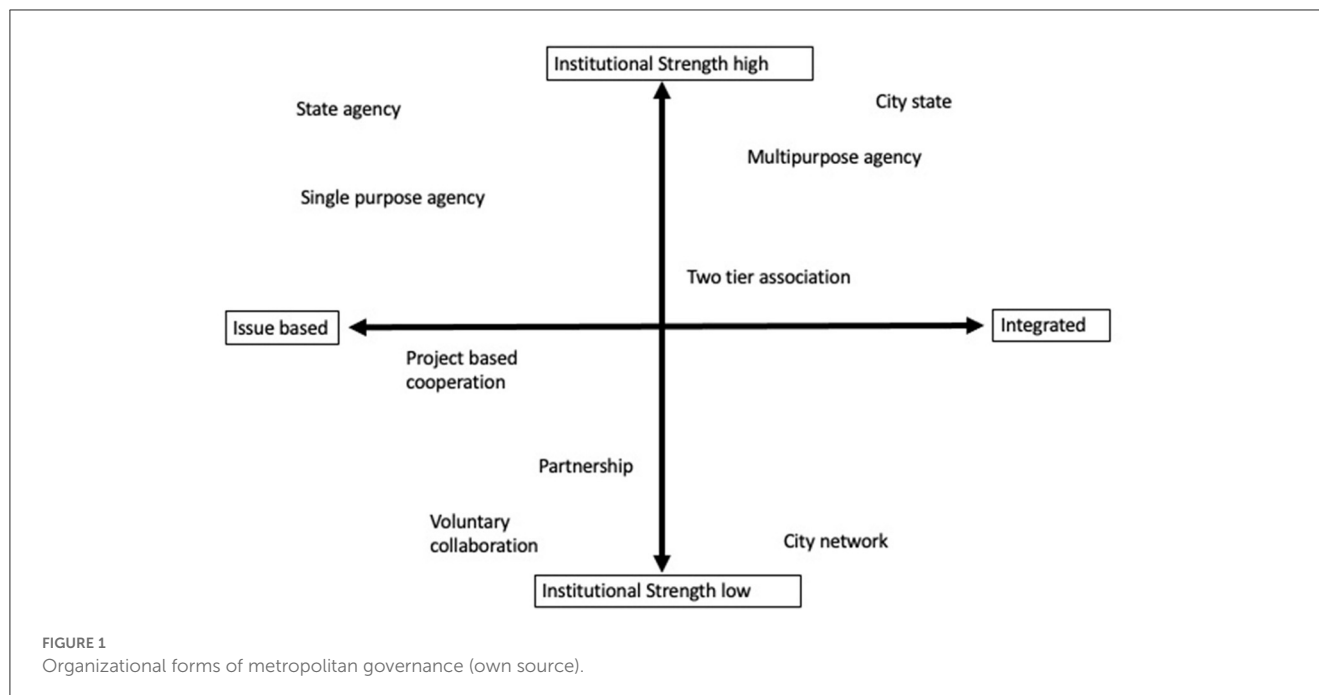 Institutional Strength high
State agency
City state
Multipurpose agency
Single purpose agency
Two tier association
Issue based
Integrated
Project based
cooperation
Partnership
Voluntary
collaboration
City network
Institutional Strength low
FIGURE 1
Organizational forms of metropolitan governance (own source).